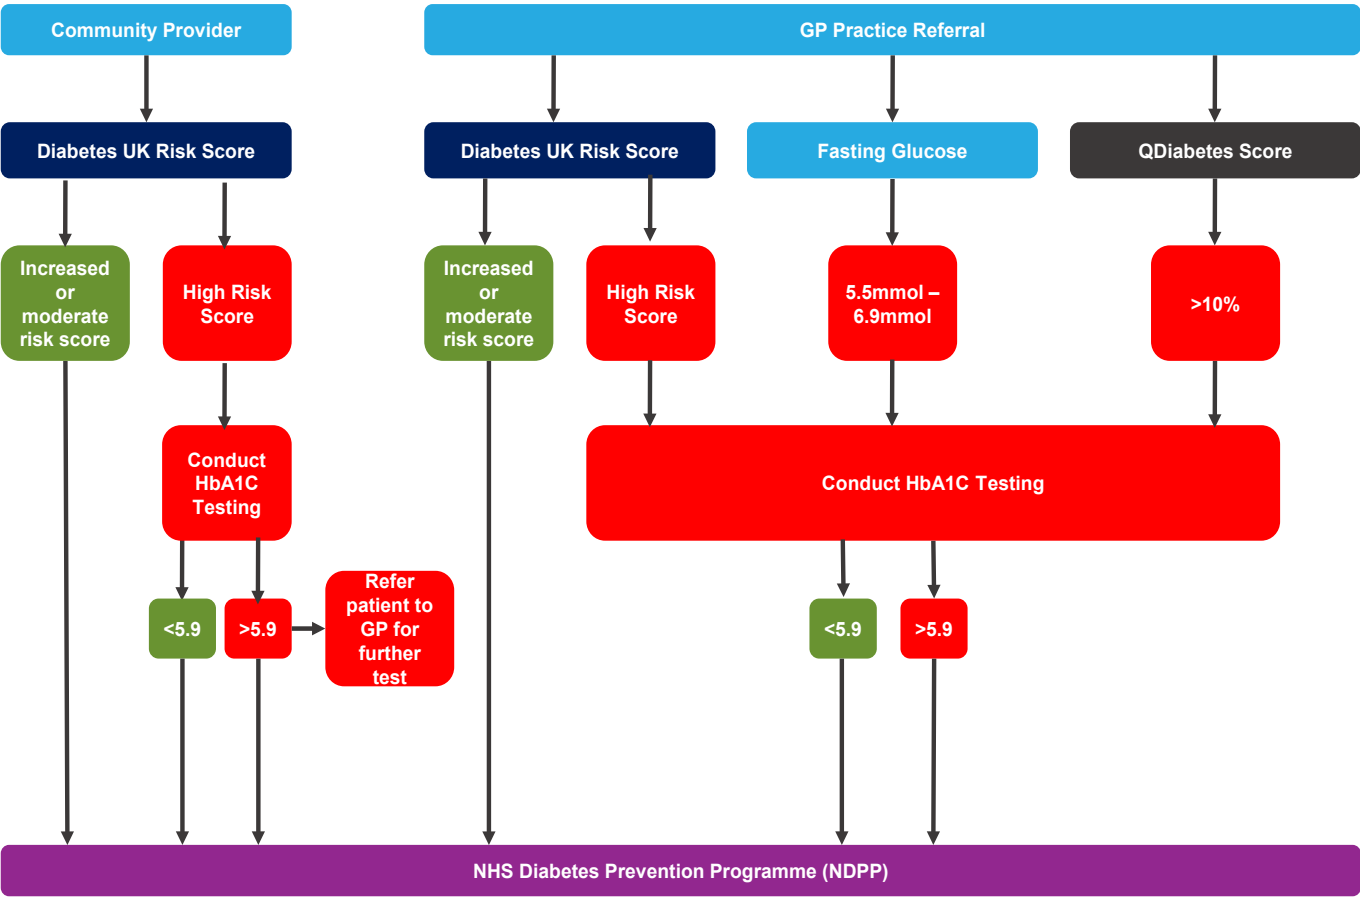 Community Provider
GP Practice Referral
Diabetes UK Risk Score
Diabetes UK Risk Score
Fasting Glucose
QDiabetes Score
Increased
or
moderate
risk score
High Risk
Score
Increased
or
moderate
risk score
High Risk
Score
5.5mmol –
6.9mmol
>10%
Conduct
HbA1C
Testing
Conduct HbA1C Testing
<5.9
>5.9
Refer
patient to
GP for
further
test
<5.9
>5.9
NHS Diabetes Prevention Programme (NDPP)